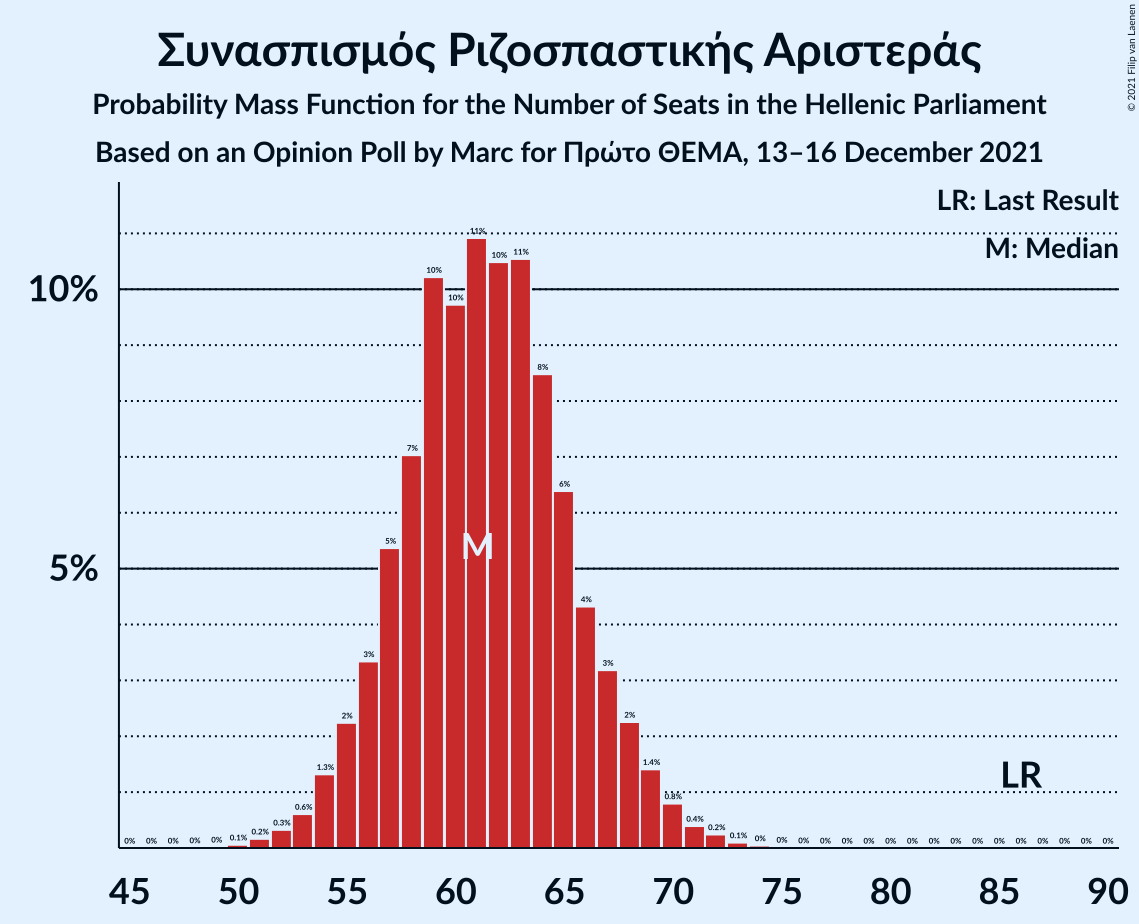 Συνασπισμός Ριζοσπαστικής Αριστεράς
Probability Mass Function for the Number of Seats in the Hellenic Parliament
Based on an Opinion Poll by Marc for Πρώτο ΘΕΜΑ, 13–16 December 2021
© 2021 Filip van Laenen
LR: Last Result
M: Median
10%
5%
0% 0% 0% 0% 0% 0.1% 0.2% 0.3% 0.6% 1.3% 2% 3% 5% 7% 10% 10% 11% 10% 11% 8% 6% 4% 3% 2% 1.4% 0.8% 0.4% 0.2% 0.1% 0% 0% 0% 0% 0% 0% 0% 0% 0% 0% 0% 0% 0% 0% 0% 0% 0%
M
LR
45 50 55 60 65 70 75 80 85 90